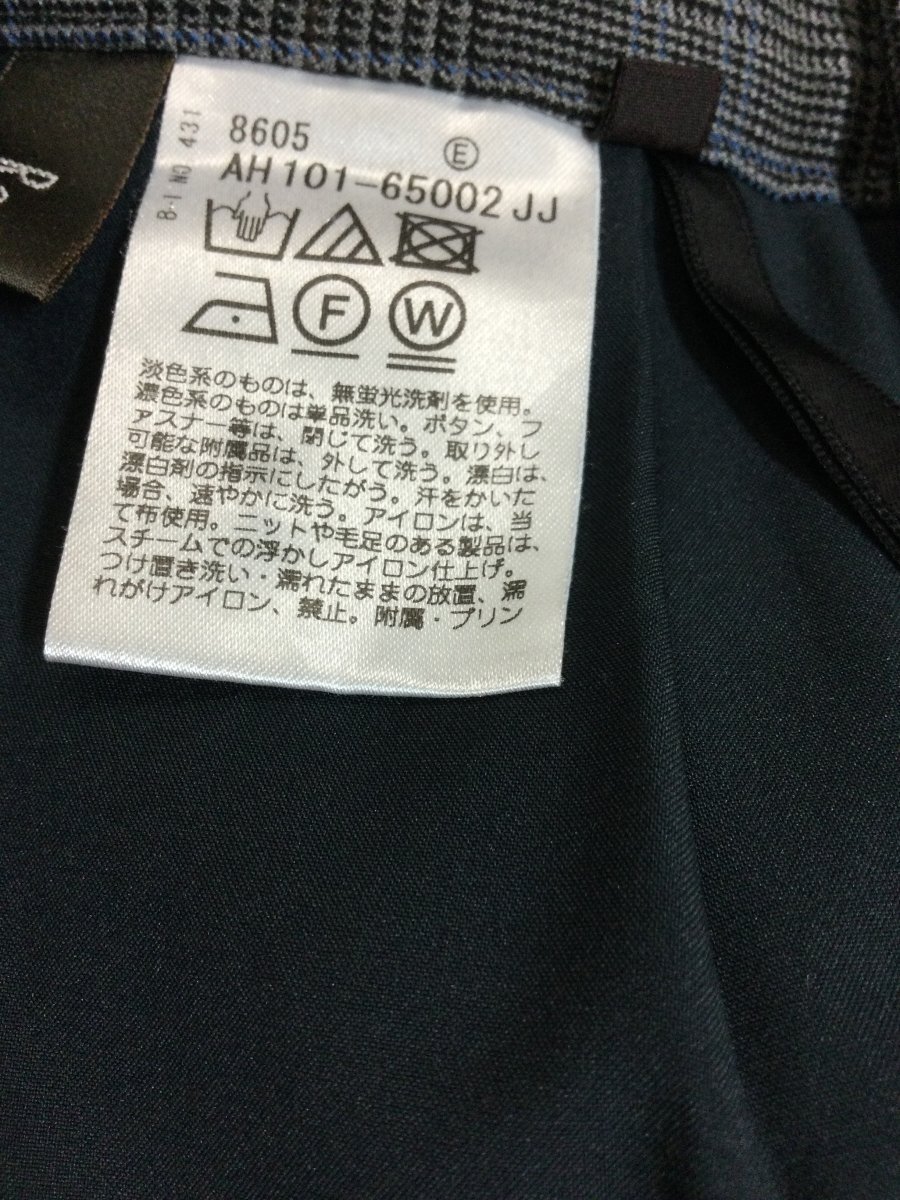 8605
Ⓔ
AH101-65002 JJ
B-I NO 431
F
W
淡色系のものは、無蛍光洗剤を使用。
濃色系のものは単品洗い。ボタン、フ
ァスナー等は、閉じて洗う。取り外し
可能な附属品は、外して洗う。漂白は、
漂白剤の指示にしたがう。汗をかいた
場合、速やかに洗う。アイロンは、当
て布使用。ニットや毛足のある製品は、
スチームでの浮かしアイロン仕上げ。
つけ置き洗い・濡れたままの放置、濡
れがけアイロン、禁止。附属・プリン